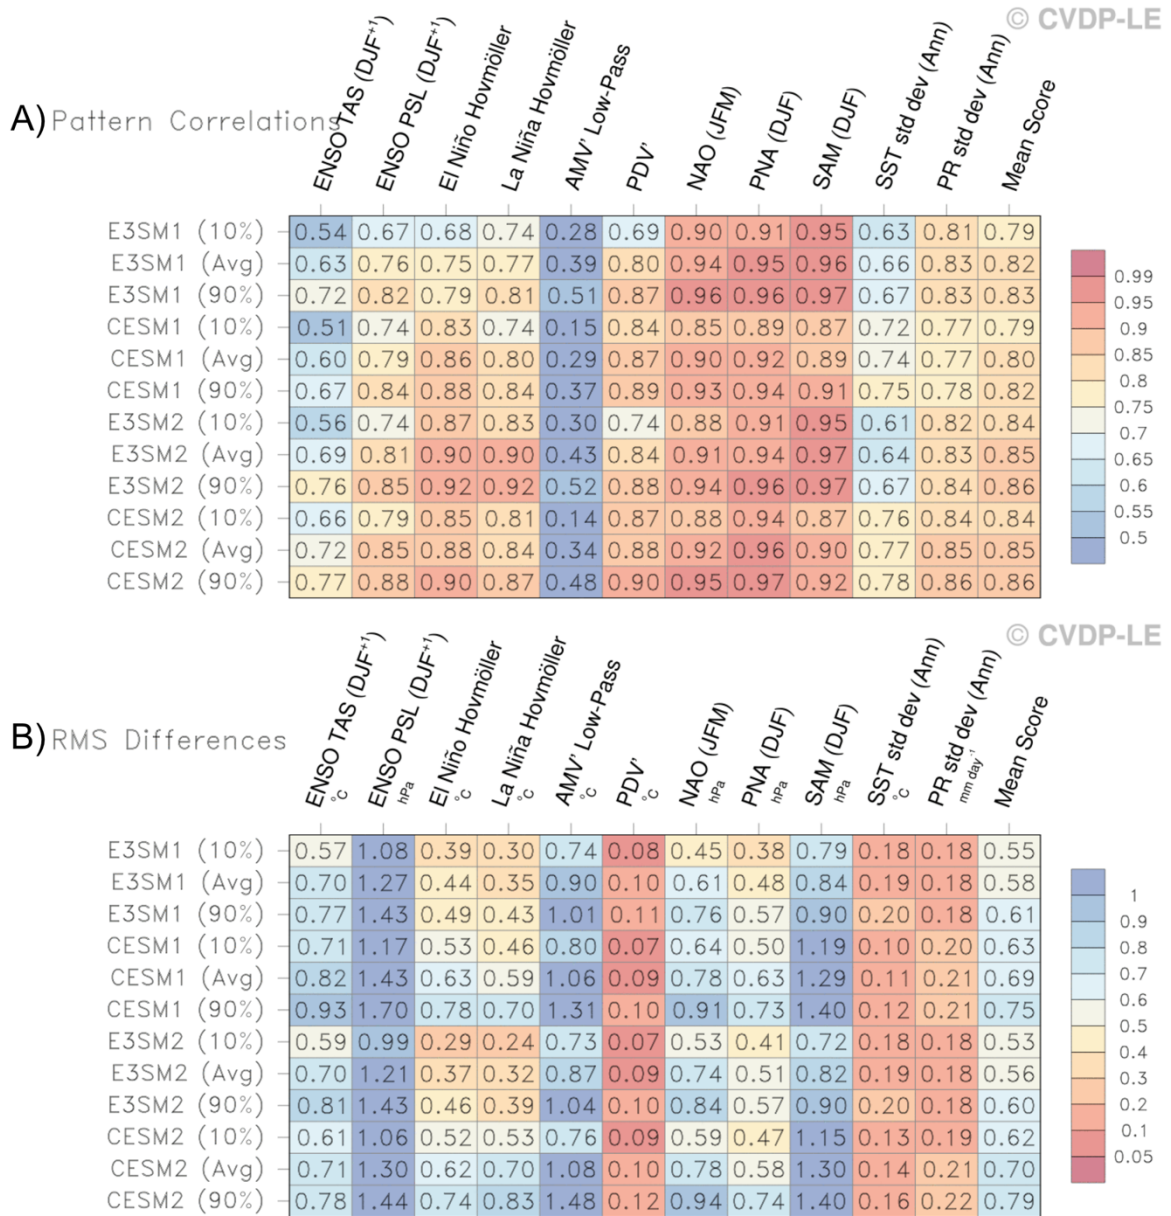 © CVDP-LE
A) Pattern Correlations
ENSO TAS (DJF⁺¹) ENSO PSL (DJF⁺¹) El Niño Hovmöller La Niña Hovmöller AMV' Low-Pass PDV' NAO (JFM) PNA (DJF) SAM (DJF) SST std dev (Ann) PR std dev (Ann) Mean Score
E3SM1 (10%) 0.54 0.67 0.68 0.74 0.28 0.69 0.90 0.91 0.95 0.63 0.81 0.79
E3SM1 (Avg) 0.63 0.76 0.75 0.77 0.39 0.80 0.94 0.95 0.96 0.66 0.83 0.82
E3SM1 (90%) 0.72 0.82 0.79 0.81 0.51 0.87 0.96 0.96 0.97 0.67 0.83 0.83
CESM1 (10%) 0.51 0.74 0.83 0.74 0.15 0.84 0.85 0.89 0.87 0.72 0.77 0.79
CESM1 (Avg) 0.60 0.79 0.86 0.80 0.29 0.87 0.90 0.92 0.89 0.74 0.77 0.80
CESM1 (90%) 0.67 0.84 0.88 0.84 0.37 0.89 0.93 0.94 0.91 0.75 0.78 0.82
E3SM2 (10%) 0.56 0.74 0.87 0.83 0.30 0.74 0.88 0.91 0.95 0.61 0.82 0.84
E3SM2 (Avg) 0.69 0.81 0.90 0.90 0.43 0.84 0.91 0.94 0.97 0.64 0.83 0.85
E3SM2 (90%) 0.76 0.85 0.92 0.92 0.52 0.88 0.94 0.96 0.97 0.67 0.84 0.86
CESM2 (10%) 0.66 0.79 0.85 0.81 0.14 0.87 0.88 0.94 0.87 0.76 0.84 0.84
CESM2 (Avg) 0.72 0.85 0.88 0.84 0.34 0.88 0.92 0.96 0.90 0.77 0.85 0.85
CESM2 (90%) 0.77 0.88 0.90 0.87 0.48 0.90 0.95 0.97 0.92 0.78 0.86 0.86
0.99
0.95
0.9
0.85
0.8
0.75
0.7
0.65
0.6
0.55
0.5
© CVDP-LE
B) RMS Differences
ENSO TAS (DJF⁺¹) °C ENSO PSL (DJF⁺¹) hPa El Niño Hovmöller °C La Niña Hovmöller °C AMV' Low-Pass °C PDV' °C NAO (JFM) hPa PNA (DJF) hPa SAM (DJF) hPa SST std dev (Ann) °C PR std dev (Ann) mm day⁻¹ Mean Score
E3SM1 (10%) 0.57 1.08 0.39 0.30 0.74 0.08 0.45 0.38 0.79 0.18 0.18 0.55
E3SM1 (Avg) 0.70 1.27 0.44 0.35 0.90 0.10 0.61 0.48 0.84 0.19 0.18 0.58
E3SM1 (90%) 0.77 1.43 0.49 0.43 1.01 0.11 0.76 0.57 0.90 0.20 0.18 0.61
CESM1 (10%) 0.71 1.17 0.53 0.46 0.80 0.07 0.64 0.50 1.19 0.10 0.20 0.63
CESM1 (Avg) 0.82 1.43 0.63 0.59 1.06 0.09 0.78 0.63 1.29 0.11 0.21 0.69
CESM1 (90%) 0.93 1.70 0.78 0.70 1.31 0.10 0.91 0.73 1.40 0.12 0.21 0.75
E3SM2 (10%) 0.59 0.99 0.29 0.24 0.73 0.07 0.53 0.41 0.72 0.18 0.18 0.53
E3SM2 (Avg) 0.70 1.21 0.37 0.32 0.87 0.09 0.74 0.51 0.82 0.19 0.18 0.56
E3SM2 (90%) 0.81 1.43 0.46 0.39 1.04 0.10 0.84 0.57 0.90 0.20 0.18 0.60
CESM2 (10%) 0.61 1.06 0.52 0.53 0.76 0.09 0.59 0.47 1.15 0.13 0.19 0.62
CESM2 (Avg) 0.71 1.30 0.62 0.70 1.08 0.10 0.78 0.58 1.30 0.14 0.21 0.70
CESM2 (90%) 0.78 1.44 0.74 0.83 1.48 0.12 0.94 0.74 1.40 0.16 0.22 0.79
1
0.9
0.8
0.7
0.6
0.5
0.4
0.3
0.2
0.1
0.05